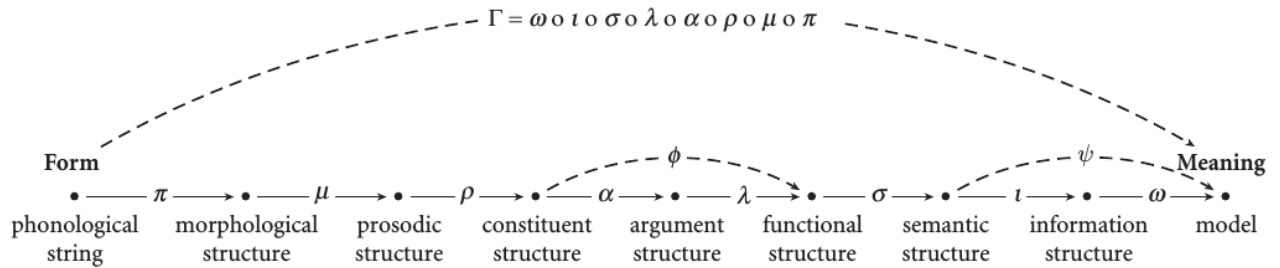 Γ = ω o ι o σ o λ o α o ρ o μ o π
Form ϕ ψ Meaning
π μ ρ α λ σ ι ω
phonological morphological prosodic constituent argument functional semantic information model
string structure structure structure structure structure structure structure